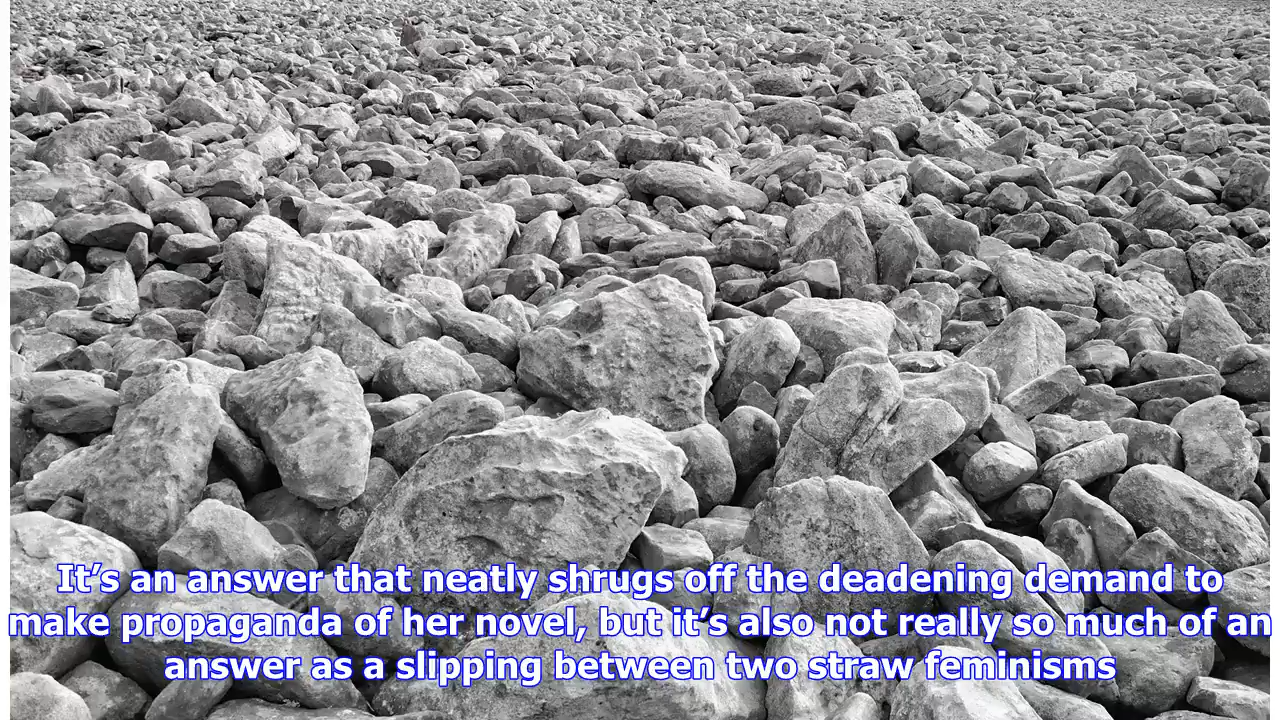 It’s an answer that neatly shrugs off the deadening demand to
make propaganda of her novel, but it’s also not really so much of an
answer as a slipping between two straw feminisms